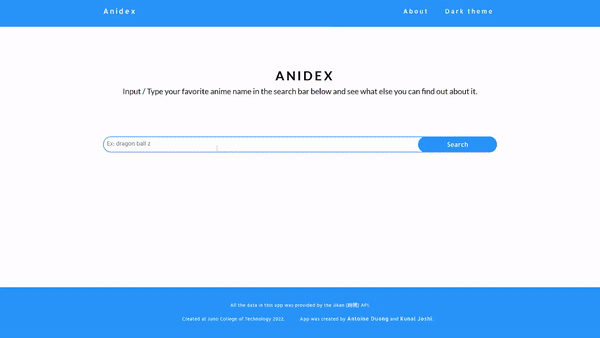 Anidex
About
Dark theme
ANIDEX
Input / Type your favorite anime name in the search bar below and see what else you can find out about it.
Ex: dragon ball z
Search
All the data in this app was provided by the Jikan (時間) API.
Created at Juno College of Technology 2022.
App was created by Antoine Duong and Kunal Joshi.